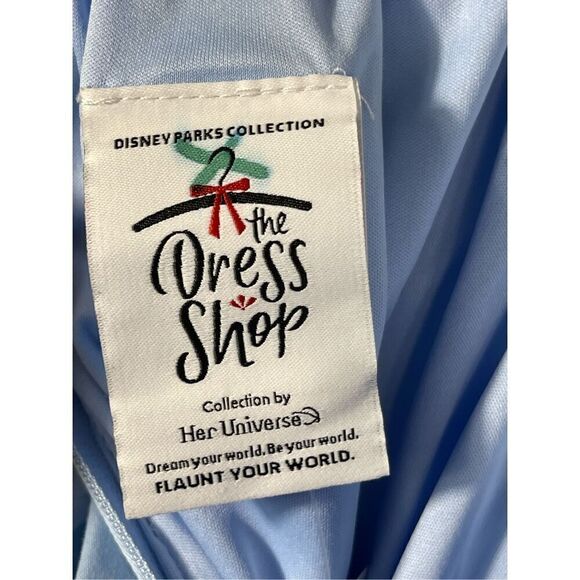 DISNEY PARKS COLLECTION
the
Dress
Shop
Collection by
Her Universe
Dream your world. Be your world.
FLAUNT YOUR WORLD.